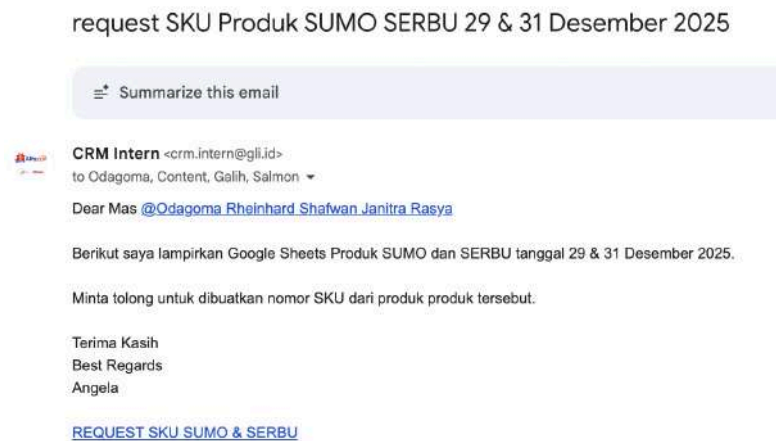 request SKU Produk SUMO SERBU 29 & 31 Desember 2025
Summarize this email
CRM Intern <crm.intern@gli.id>
to Odagoma, Content, Galih, Salmon
Dear Mas @Odagoma Rheinhard Shafwan Janitra Rasya
Berikut saya lampirkan Google Sheets Produk SUMO dan SERBU tanggal 29 & 31 Desember 2025.
Minta tolong untuk dibuatkan nomor SKU dari produk produk tersebut.
Terima Kasih
Best Regards
Angela
REQUEST SKU SUMO & SERBU